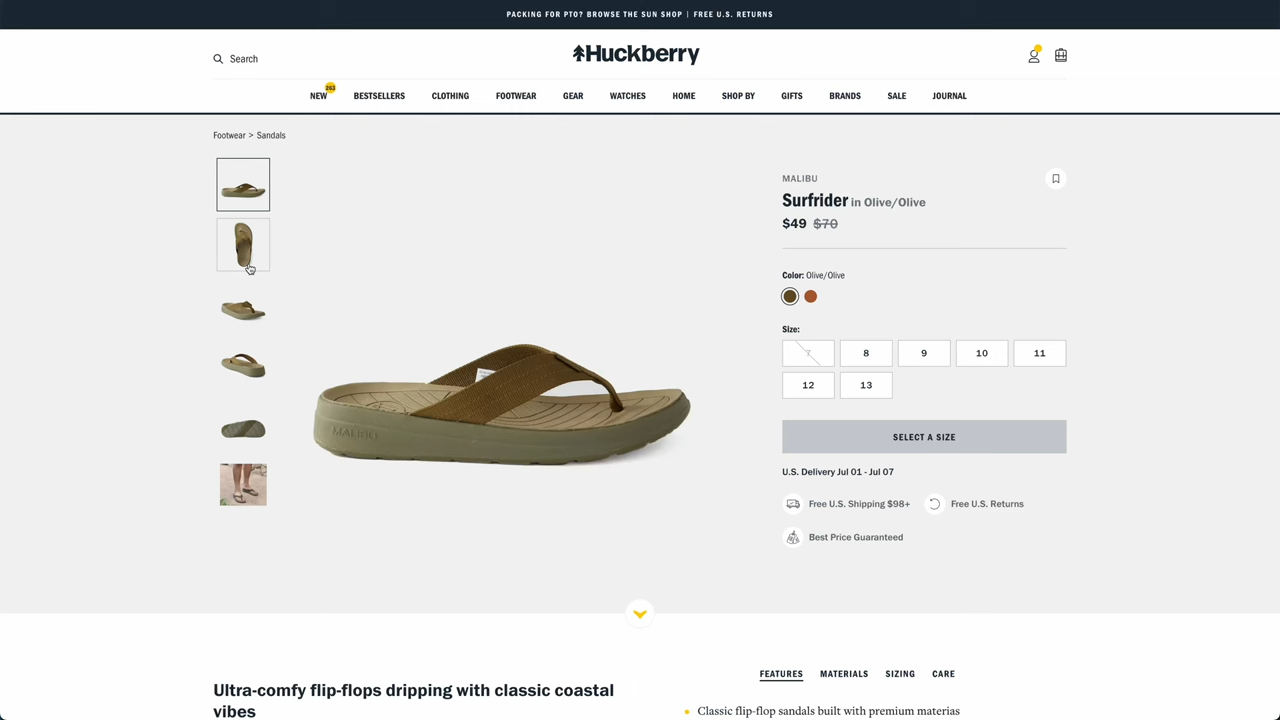 PACKING FOR PTO? BROWSE THE SUN SHOP | FREE U.S. RETURNS
Search
Huckberry
NEW 263 BESTSELLERS CLOTHING FOOTWEAR GEAR WATCHES HOME SHOP BY GIFTS BRANDS SALE JOURNAL
Footwear > Sandals
MALIBU
MALIBU
Surfrider in Olive/Olive
$49 $70
Color: Olive/Olive
Size:
7 8 9 10 11
12 13
SELECT A SIZE
U.S. Delivery Jul 01 - Jul 07
Free U.S. Shipping $98+ Free U.S. Returns
Best Price Guaranteed
Ultra-comfy flip-flops dripping with classic coastal
vibes
FEATURES MATERIALS SIZING CARE
Classic flip-flop sandals built with premium materias